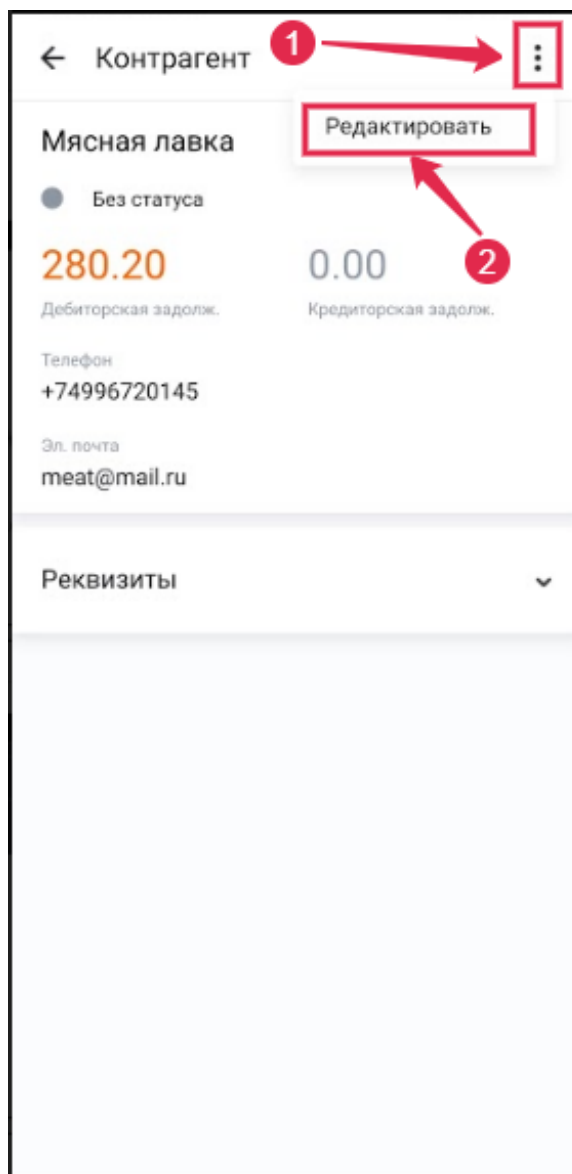 Контрагент
1
Редактировать
Мясная лавка
Без статуса
2
280.20
0.00
Дебиторская задолж.
Кредиторская задолж.
Телефон
+74996720145
Эл. почта
meat@mail.ru
Реквизиты